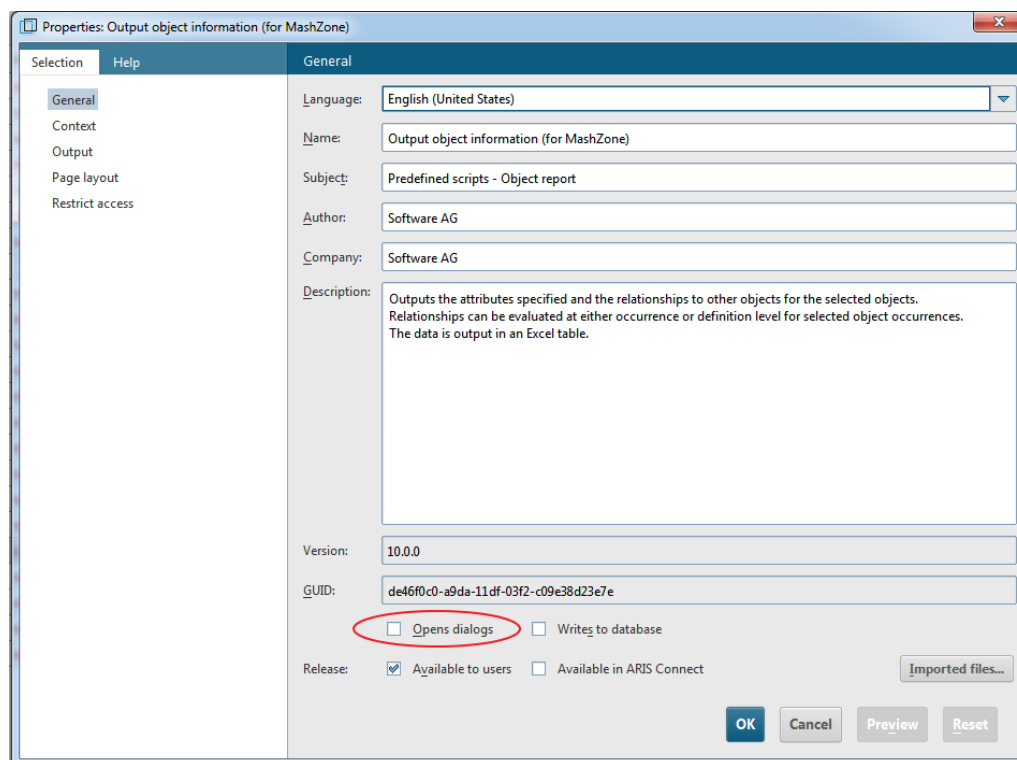 Properties: Output object information (for MashZone)
x
Selection Help General
General
Context
Output
Page layout
Restrict access
Language: English (United States)
Name: Output object information (for MashZone)
Subject: Predefined scripts - Object report
Author: Software AG
Company: Software AG
Description: Outputs the attributes specified and the relationships to other objects for the selected objects.
Relationships can be evaluated at either occurrence or definition level for selected object occurrences.
The data is output in an Excel table.
Version: 10.0.0
GUID: de46f0c0-a9da-11df-03f2-c09e38d23e7e
Opens dialogs Writes to database
Release: Available to users Available in ARIS Connect Imported files...
OK Cancel Preview Reset